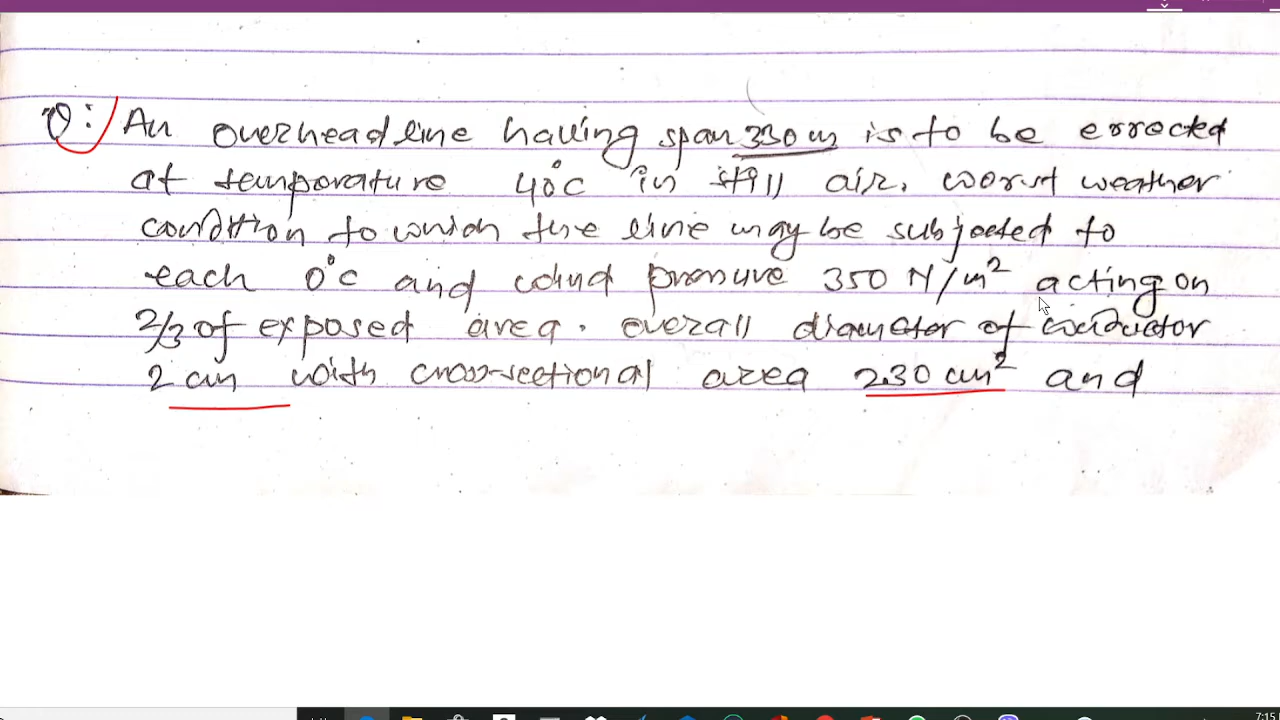 Q: An overhead line having span 330 m is to be errected
at temperature 40°C in still air. worst weather
condition to which the line may be subjected to
each 0°C and wind pressure 350 N/m² acting on
2/3 of exposed area. overall diameter of conductor
2 cm with cross-sectional area 2.30 cm² and
7:15